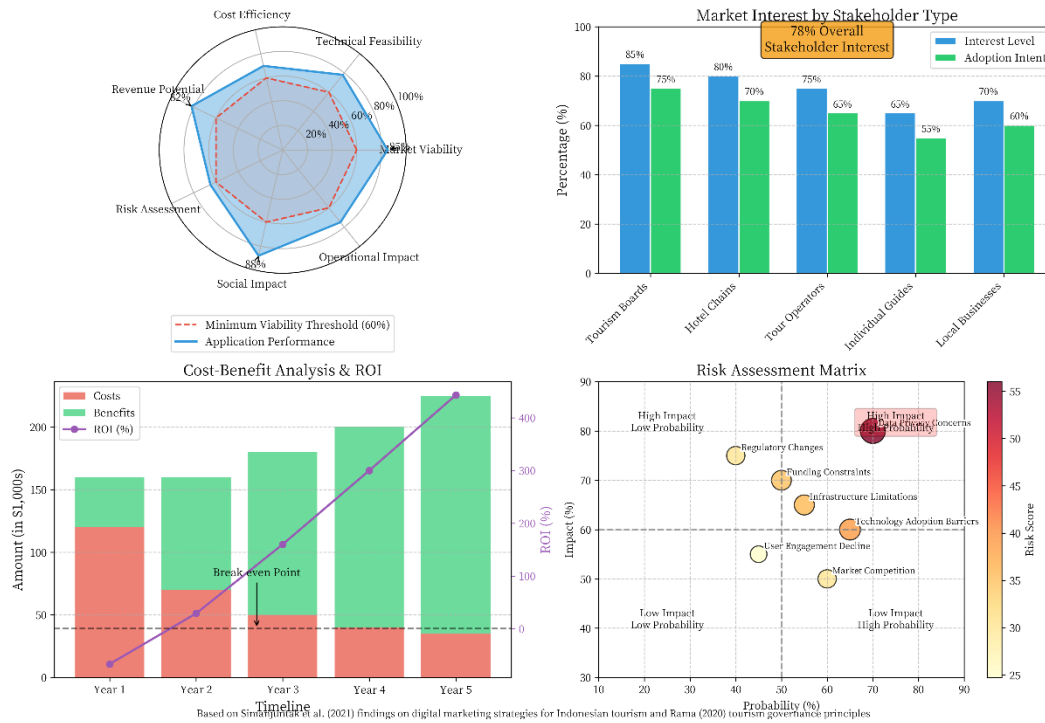 Cost Efficiency
Technical Feasibility
Revenue Potential
82%
100%
80%
60%
40%
20%
Market Viability
85%
Risk Assessment
Operational Impact
88%
Social Impact
Minimum Viability Threshold (60%)
Application Performance
Market Interest by Stakeholder Type
78% Overall
Stakeholder Interest
Interest Level
Adoption Intent
Percentage (%)
100
80
60
40
20
0
85%
75%
80%
70%
75%
65%
65%
55%
70%
60%
Tourism Boards
Hotel Chains
Tour Operators
Individual Guides
Local Businesses
Cost-Benefit Analysis & ROI
Costs
Benefits
ROI (%)
Amount (in $1,000s)
200
150
100
50
0
Break-even Point
400
300
200
100
0
ROI (%)
Year 1
Year 2
Year 3
Year 4
Year 5
Timeline
Risk Assessment Matrix
Impact (%)
90
80
70
60
50
40
30
High Impact
Low Probability
High Impact
High Probability
Data Privacy Concerns
Regulatory Changes
Funding Constraints
Infrastructure Limitations
Technology Adoption Barriers
User Engagement Decline
Market Competition
Low Impact
Low Probability
Low Impact
High Probability
10
20
30
40
50
60
70
80
90
Probability (%)
55
50
45
40
35
30
25
Risk Score
Based on Simanjuntak et al. (2021) findings on digital marketing strategies for Indonesian tourism and Rama (2020) tourism governance principles